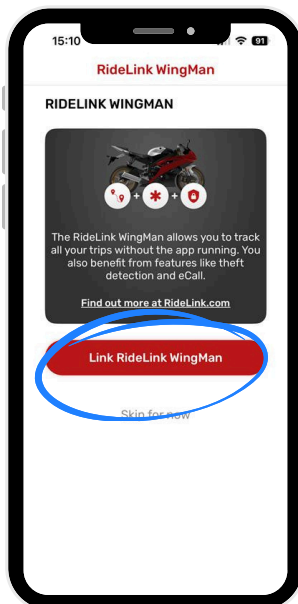 15:10
91
RideLink WingMan
RIDELINK WINGMAN
+ +
The RideLink WingMan allows you to track
all your trips without the app running. You
also benefit from features like theft
detection and eCall.
Find out more at RideLink.com
Link RideLink WingMan
Skip for now